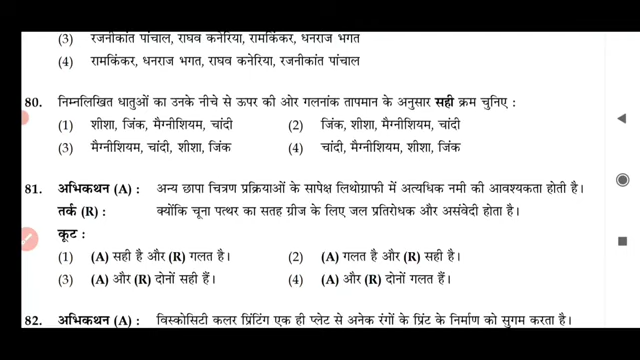 (3) रजनीकांत पांचाल, राघव कनेरिया, रामकिंकर, धनराज भगत
(4) रामकिंकर, धनराज भगत, राघव कनेरिया, रजनीकांत पांचाल
80. निम्नलिखित धातुओं का उनके नीचे से ऊपर की ओर गलनांक तापमान के अनुसार सही क्रम चुनिए :
(1) शीशा, जिंक, मैग्नीशियम, चांदी (2) जिंक, शीशा, मैग्नीशियम, चांदी
(3) मैग्नीशियम, चांदी, शीशा, जिंक (4) चांदी, मैग्नीशियम, शीशा, जिंक
81. अभिकथन (A) : अन्य छापा चित्रण प्रक्रियाओं के सापेक्ष लिथोग्राफी में अत्यधिक नमी की आवश्यकता होती है।
तर्क (R) : क्योंकि चूना पत्थर का सतह ग्रीज के लिए जल प्रतिरोधक और असंवेदी होता है।
कूट :
(1) (A) सही है और (R) गलत है। (2) (A) गलत है और (R) सही है।
(3) (A) और (R) दोनों सही हैं। (4) (A) और (R) दोनों गलत हैं।
82. अभिकथन (A) : विस्कोसिटी कलर प्रिंटिंग एक ही प्लेट से अनेक रंगों के प्रिंट के निर्माण को सुगम करता है।